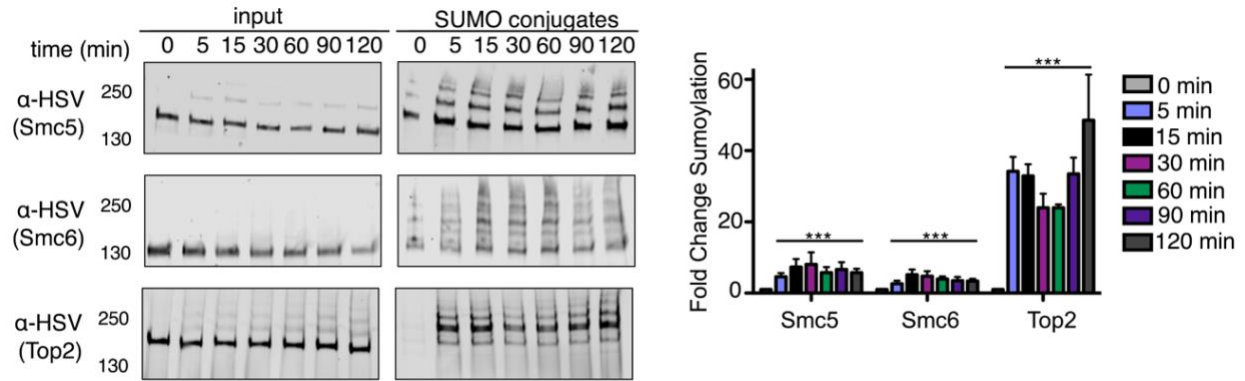 input
SUMO conjugates
time (min)
0 5 15 30 60 90 120
0 5 15 30 60 90 120
α-HSV
(Smc5)
250
130
α-HSV
(Smc6)
250
130
α-HSV
(Top2)
250
130
Fold Change Sumoylation
60
40
20
0
***
***
***
Smc5
Smc6
Top2
0 min
5 min
15 min
30 min
60 min
90 min
120 min